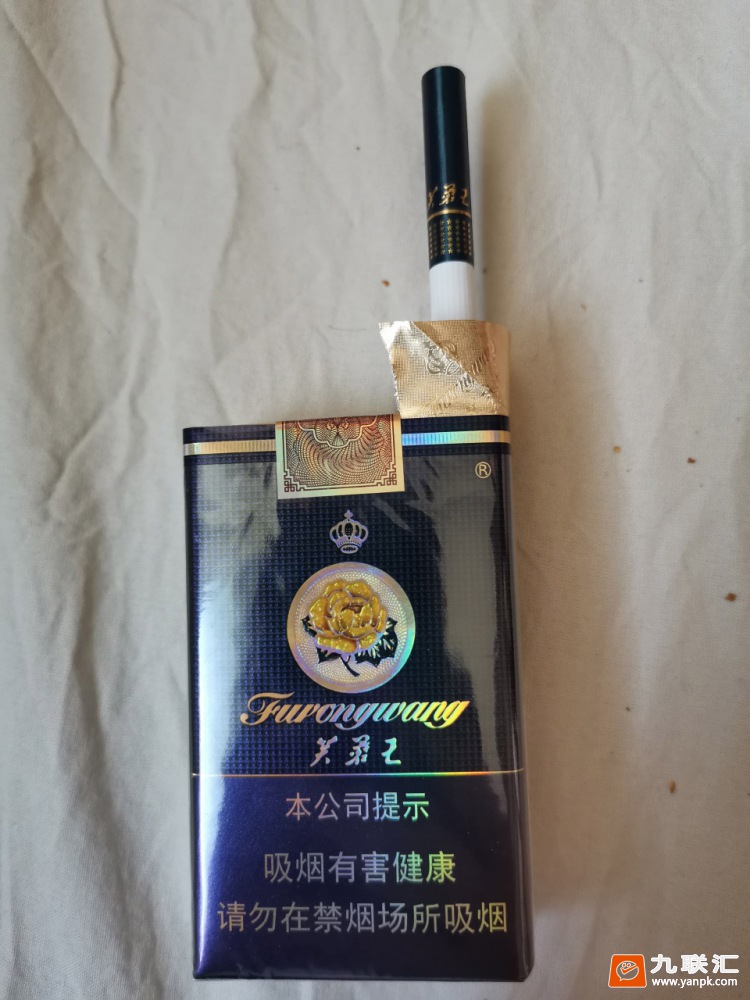 芙蓉王
®
Furongwang
芙蓉王
本公司提示
吸烟有害健康
请勿在禁烟场所吸烟
九联汇
www.yanpk.com